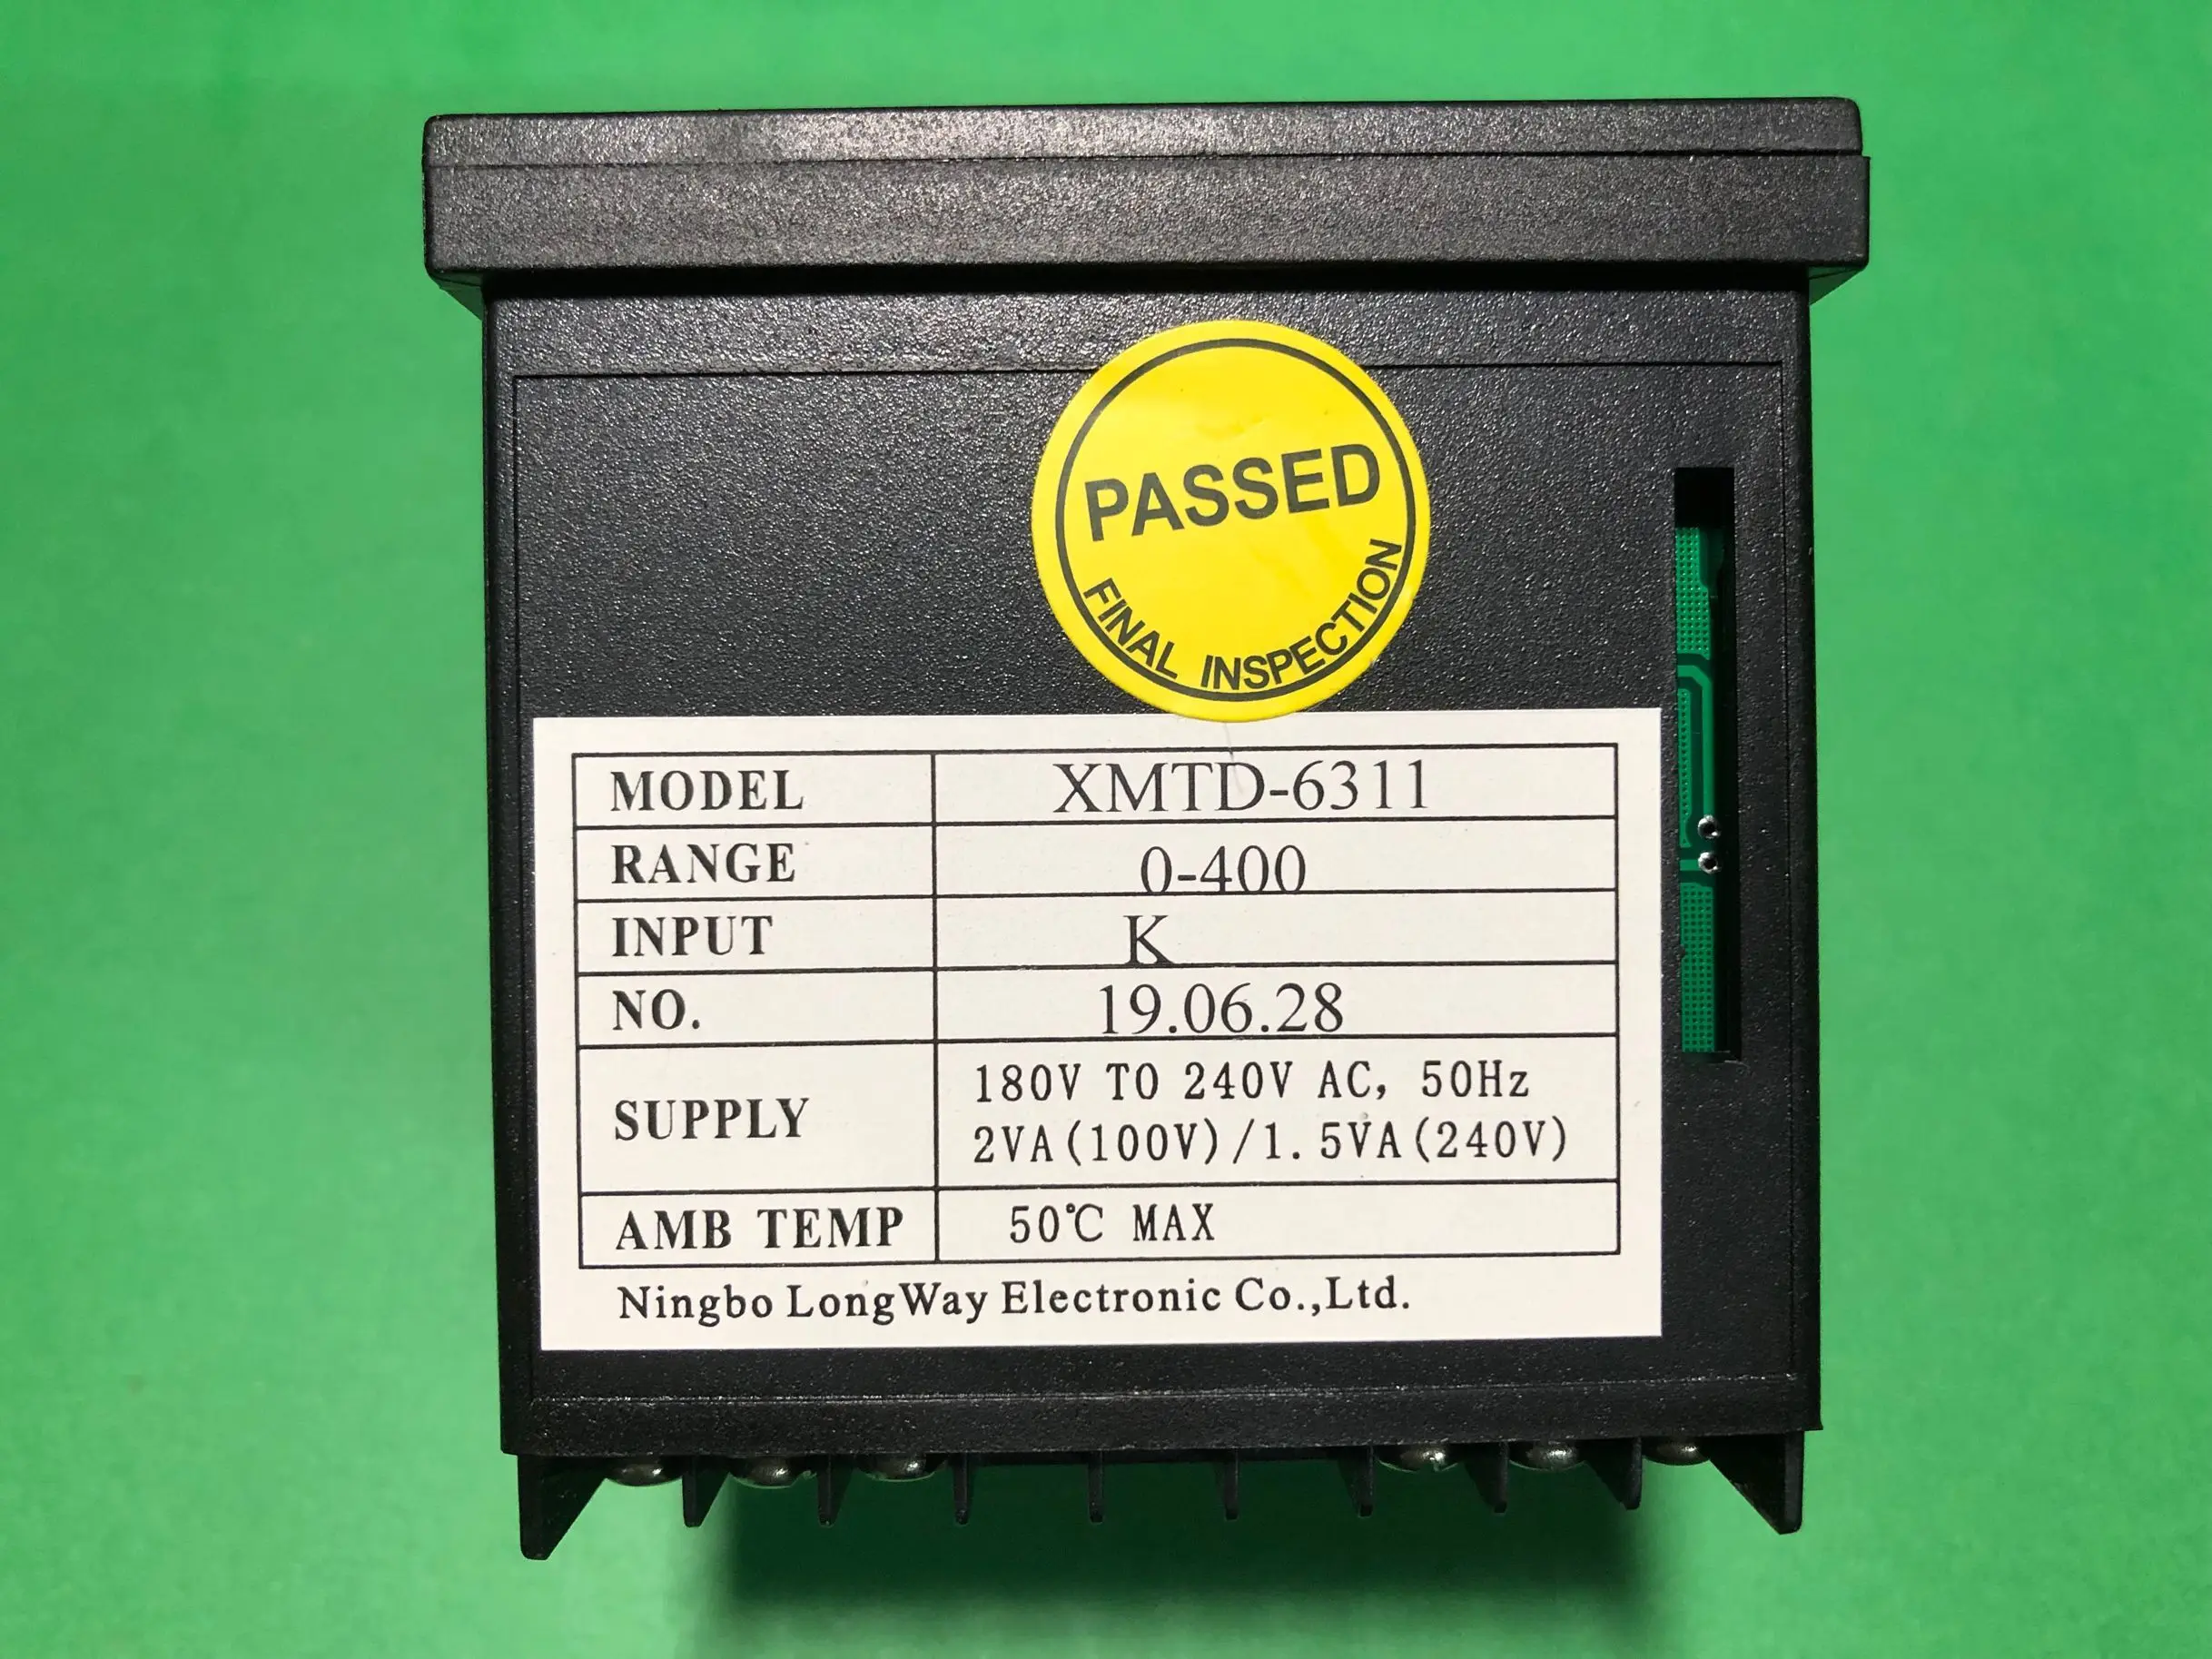 PASSED
FINAL INSPECTION
MODEL XMTD-6311
RANGE 0-400
INPUT K
NO. 19.06.28
SUPPLY 180V TO 240V AC, 50Hz
2VA(100V)/1.5VA(240V)
AMB TEMP 50℃ MAX
Ningbo LongWay Electronic Co.,Ltd.